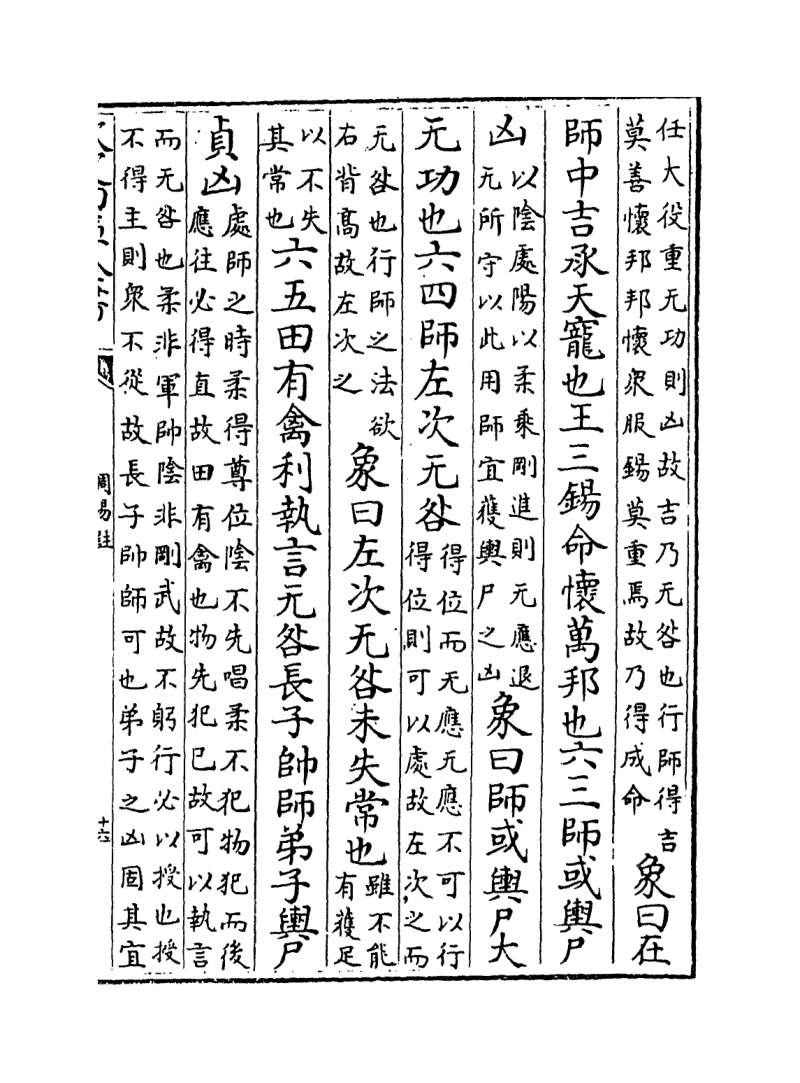 任大役重无功則凶故吉乃无咎也行師得吉
莫善懷邦邦懷衆服錫莫重焉故乃得成命
象曰在
師中吉承天寵也王三錫命懷萬邦也六三師或輿尸
凶
以陰處陽以柔乘剛進則无應退
无所守以此用師宜獲輿尸之凶
象曰師或輿尸大
无功也六四師左次无咎
得位而无應无應不可以行
得位則可以處故左次之而
无咎也行師之法欲
右背高故左次之
象曰左次无咎未失常也
雖不能
有獲足
以不失
其常也
六五田有禽利執言无咎長子帥師弟子輿尸
貞凶
處師之時柔得尊位陰不先唱柔不犯物犯而後
應往必得直故田有禽也物先犯已故可以執言
而无咎也柔非軍帥陰非剛武故不躬行必以授也授
不得主則衆不從故長子帥師可也弟子之凶固其宜
周易註
十六